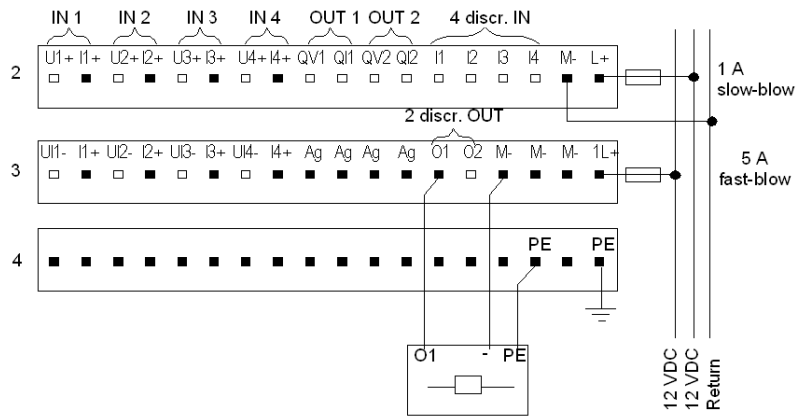 IN 1 IN 2 IN 3 IN 4 OUT 1 OUT 2 4 discr. IN
U1+ I1+ U2+ I2+ U3+ I3+ U4+ I4+ QV1 QI1 QV2 QI2 I1 I2 I3 I4 M- L+
2
1 A
slow-blow
2 discr. OUT
UI1- I1+ UI2- I2+ UI3- I3+ UI4- I4+ Ag Ag Ag Ag O1 O2 M- M- M- 1L+
3
5 A
fast-blow
PE PE
4
O1 - PE
12 VDC
12 VDC
Return